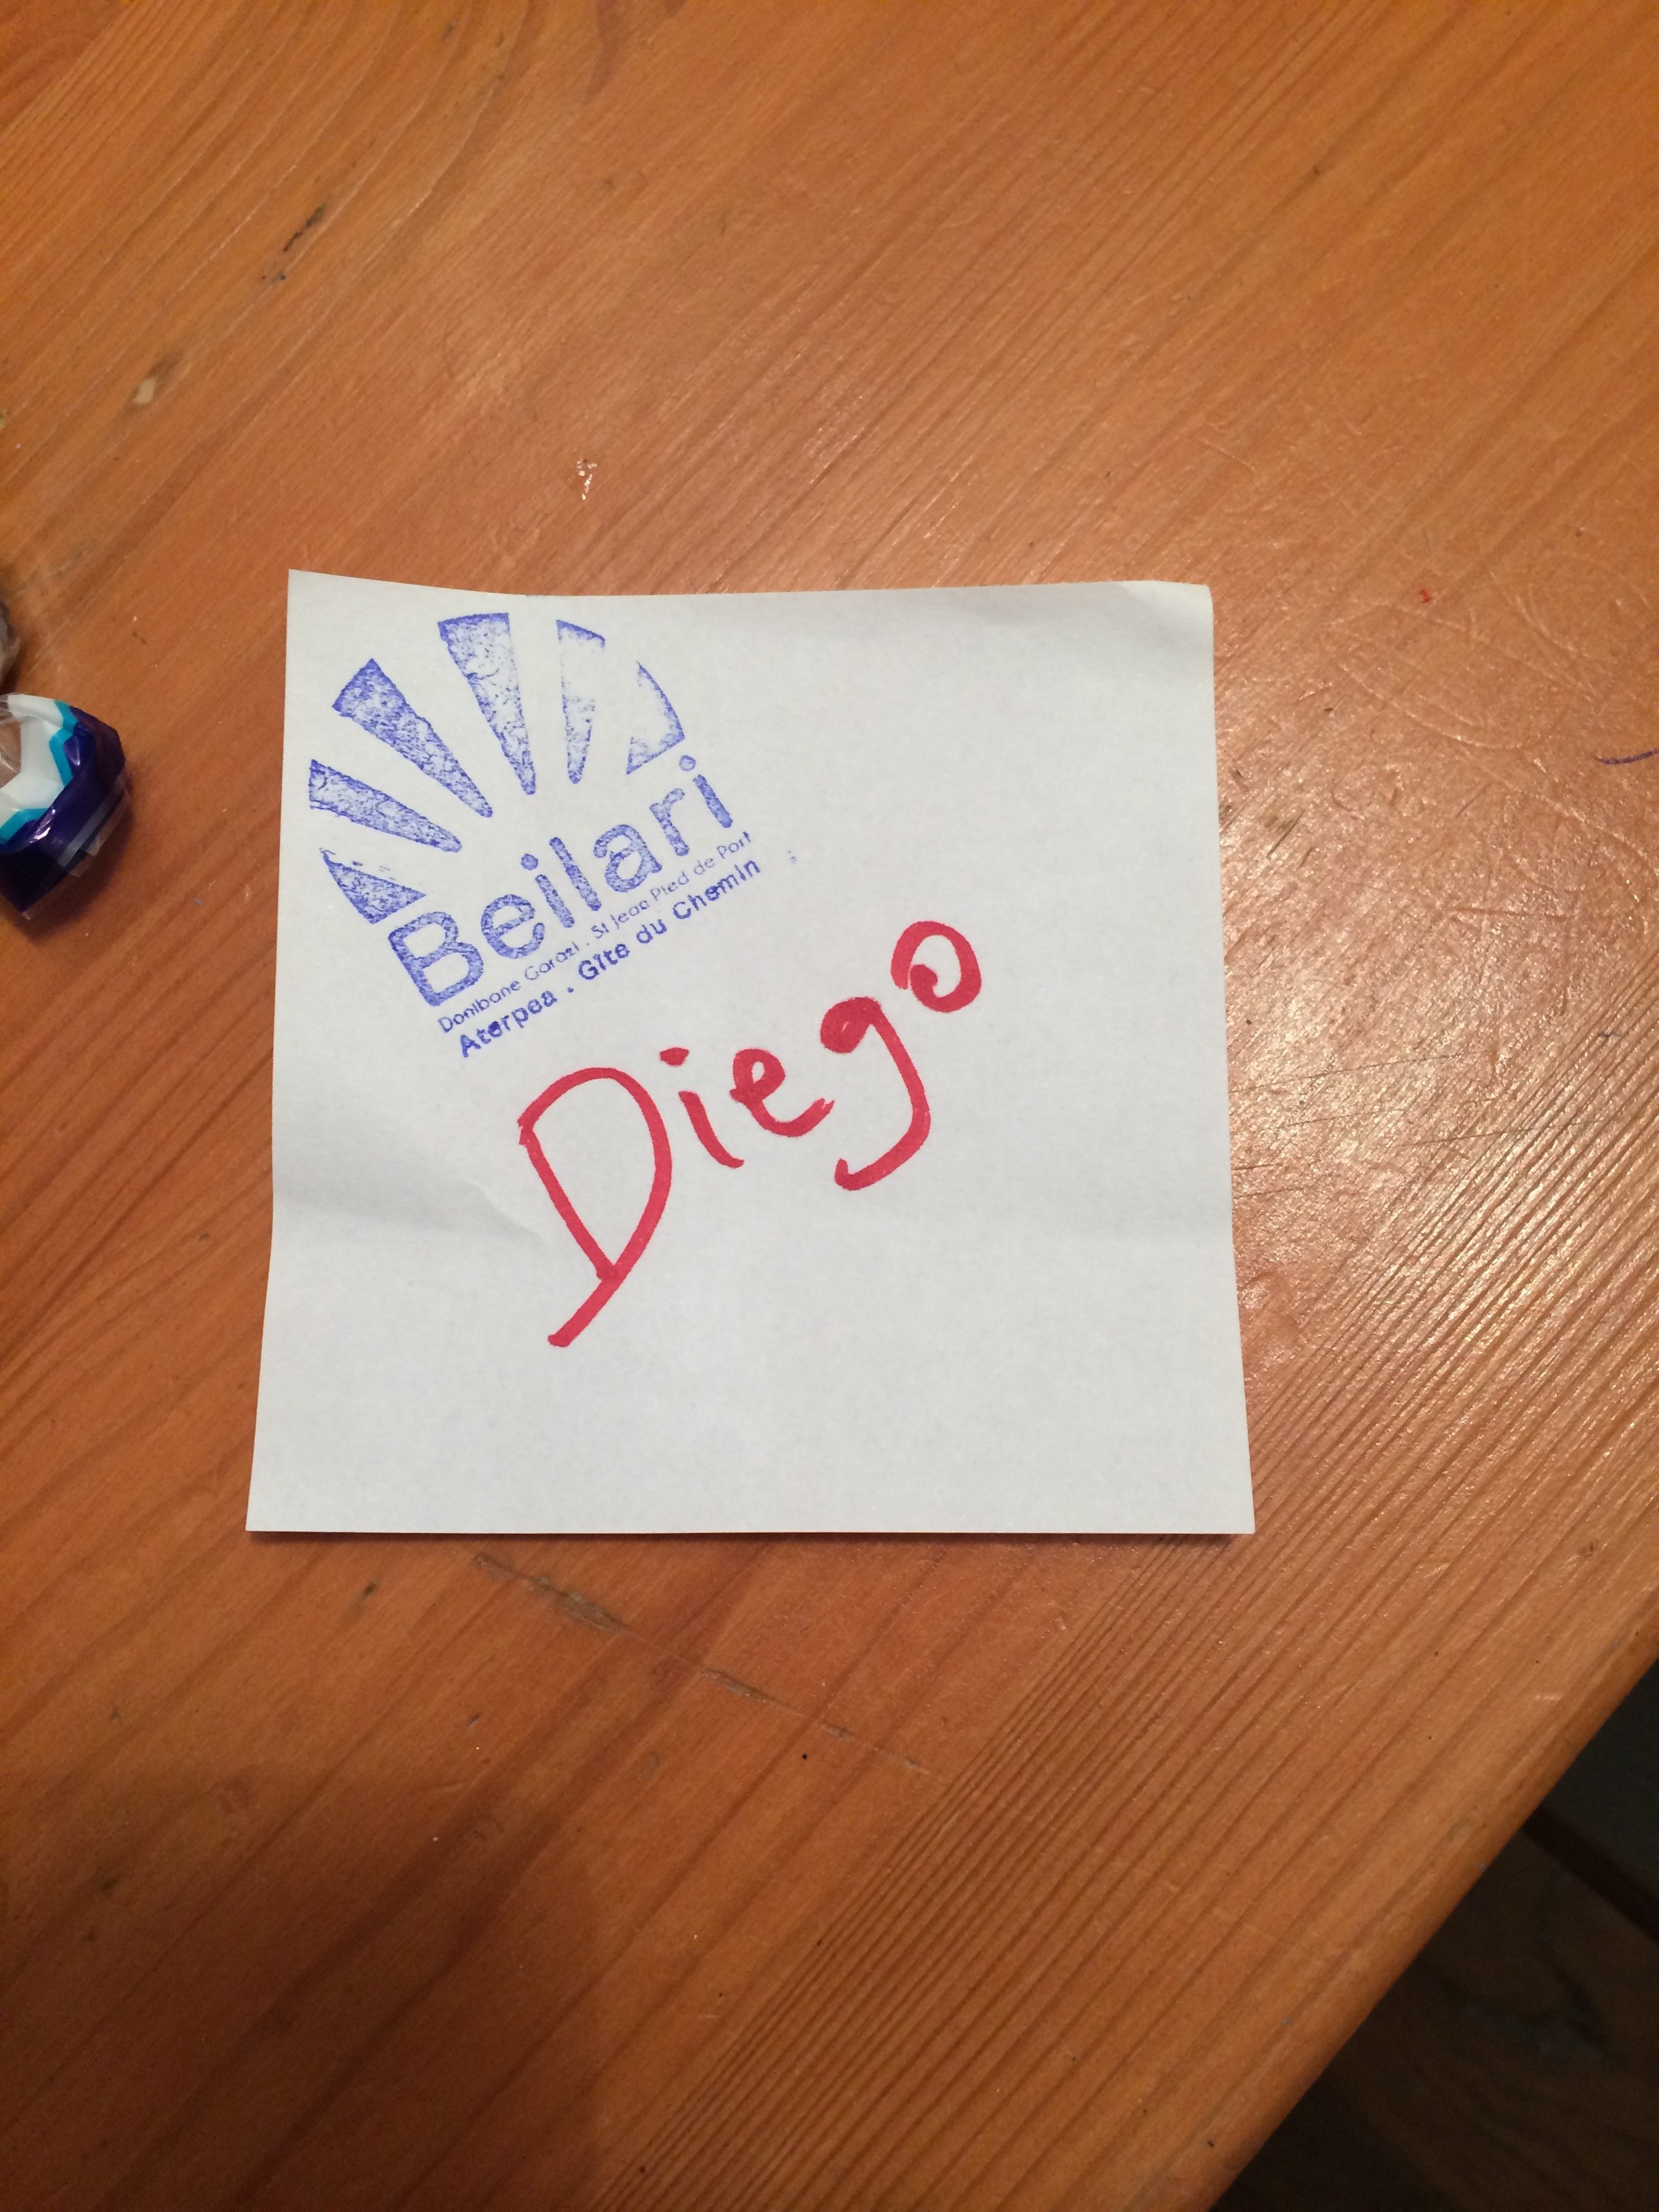 Beilari
Donibane Garazi . St Jean Pied de Port
Aterpea . Gîte du Chemin
Diego